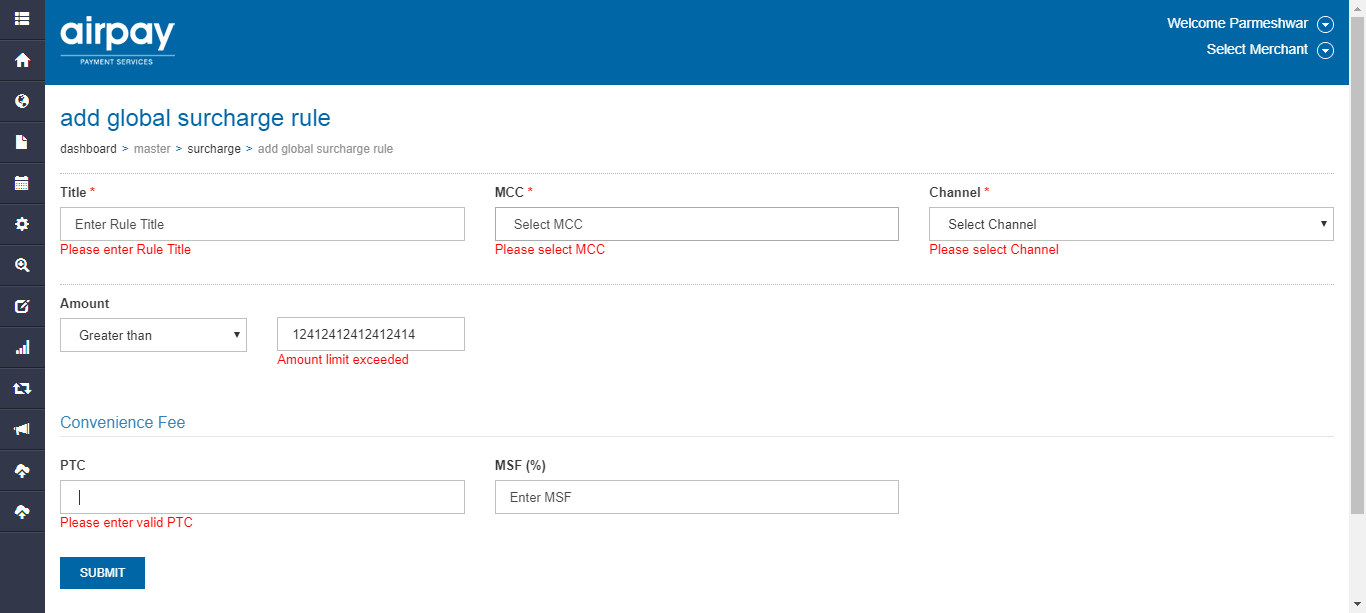 airpay
PAYMENT SERVICES
Welcome Parmeshwar
Select Merchant
add global surcharge rule
dashboard > master > surcharge > add global surcharge rule
Title * MCC * Channel *
Enter Rule Title Select MCC Select Channel
Please enter Rule Title Please select MCC Please select Channel
Amount
Greater than 12412412412412414
Amount limit exceeded
Convenience Fee
PTC MSF (%)
Enter MSF
Please enter valid PTC
SUBMIT